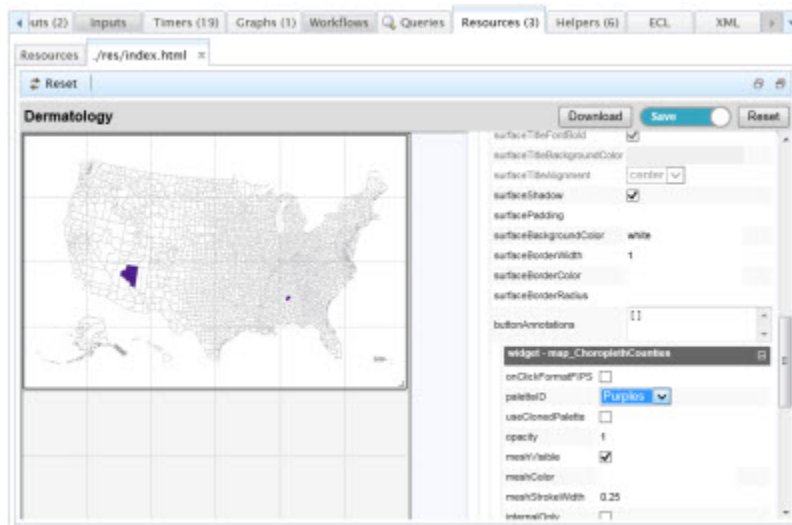 uts (2) Inputs Timers (19) Graphs (1) Workflows Queries Resources (3) Helpers (6) ECL XML
Resources ./res/index.html
Reset
Dermatology Download Save Reset
surfaceTitleFontBold
surfaceTitleBackgroundColor
surfaceTitleAlignment center
surfaceShadow
surfacePadding
surfaceBackgroundColor white
surfaceBorderWidth 1
surfaceBorderColor
surfaceBorderRadius
buttonAnnotations []
widget - map_ChoroplethCounties
onClickFormatFIPS
paletteID Purples
useClonedPalette
opacity 1
meshVisible
meshColor
meshStrokeWidth 0.25
internalOnly